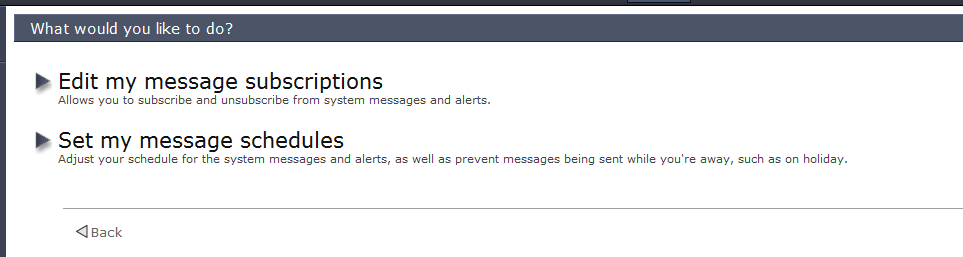 What would you like to do?
Edit my message subscriptions
Allows you to subscribe and unsubscribe from system messages and alerts.
Set my message schedules
Adjust your schedule for the system messages and alerts, as well as prevent messages being sent while you're away, such as on holiday.
Back